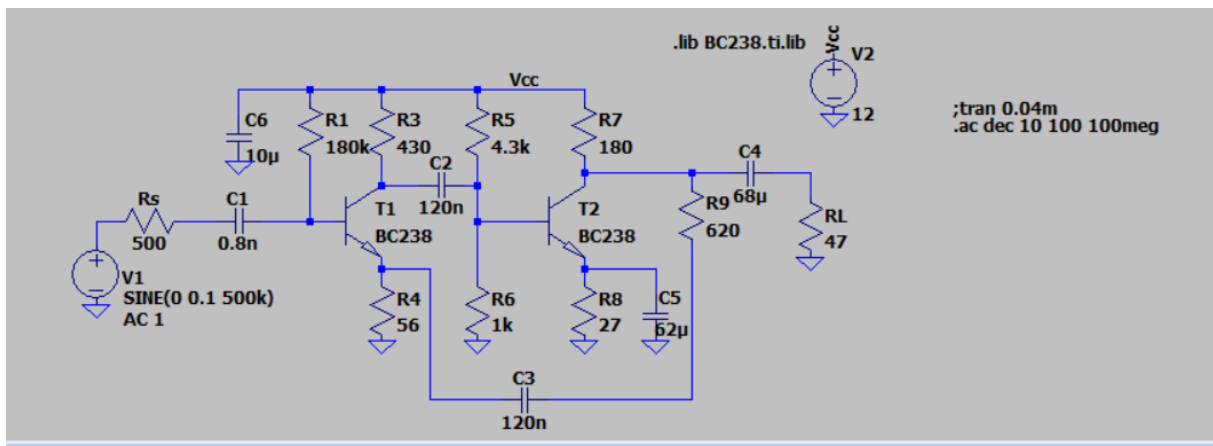 .lib BC238.ti.lib
Vcc
V2
12
;tran 0.04m
.ac dec 10 100 100meg
Vcc
C6
10µ
R1
180k
R3
430
R5
4.3k
R7
180
C2
120n
C4
68µ
Rs
500
C1
0.8n
T1
BC238
T2
BC238
R9
620
RL
47
V1
SINE(0 0.1 500k)
AC 1
R4
56
R6
1k
R8
27
C5
62µ
C3
120n